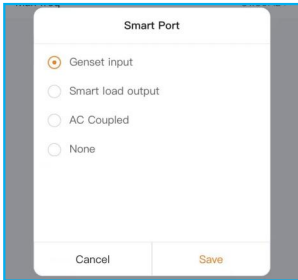 Smart Port
Genset input
Smart load output
AC Coupled
None
Cancel
Save